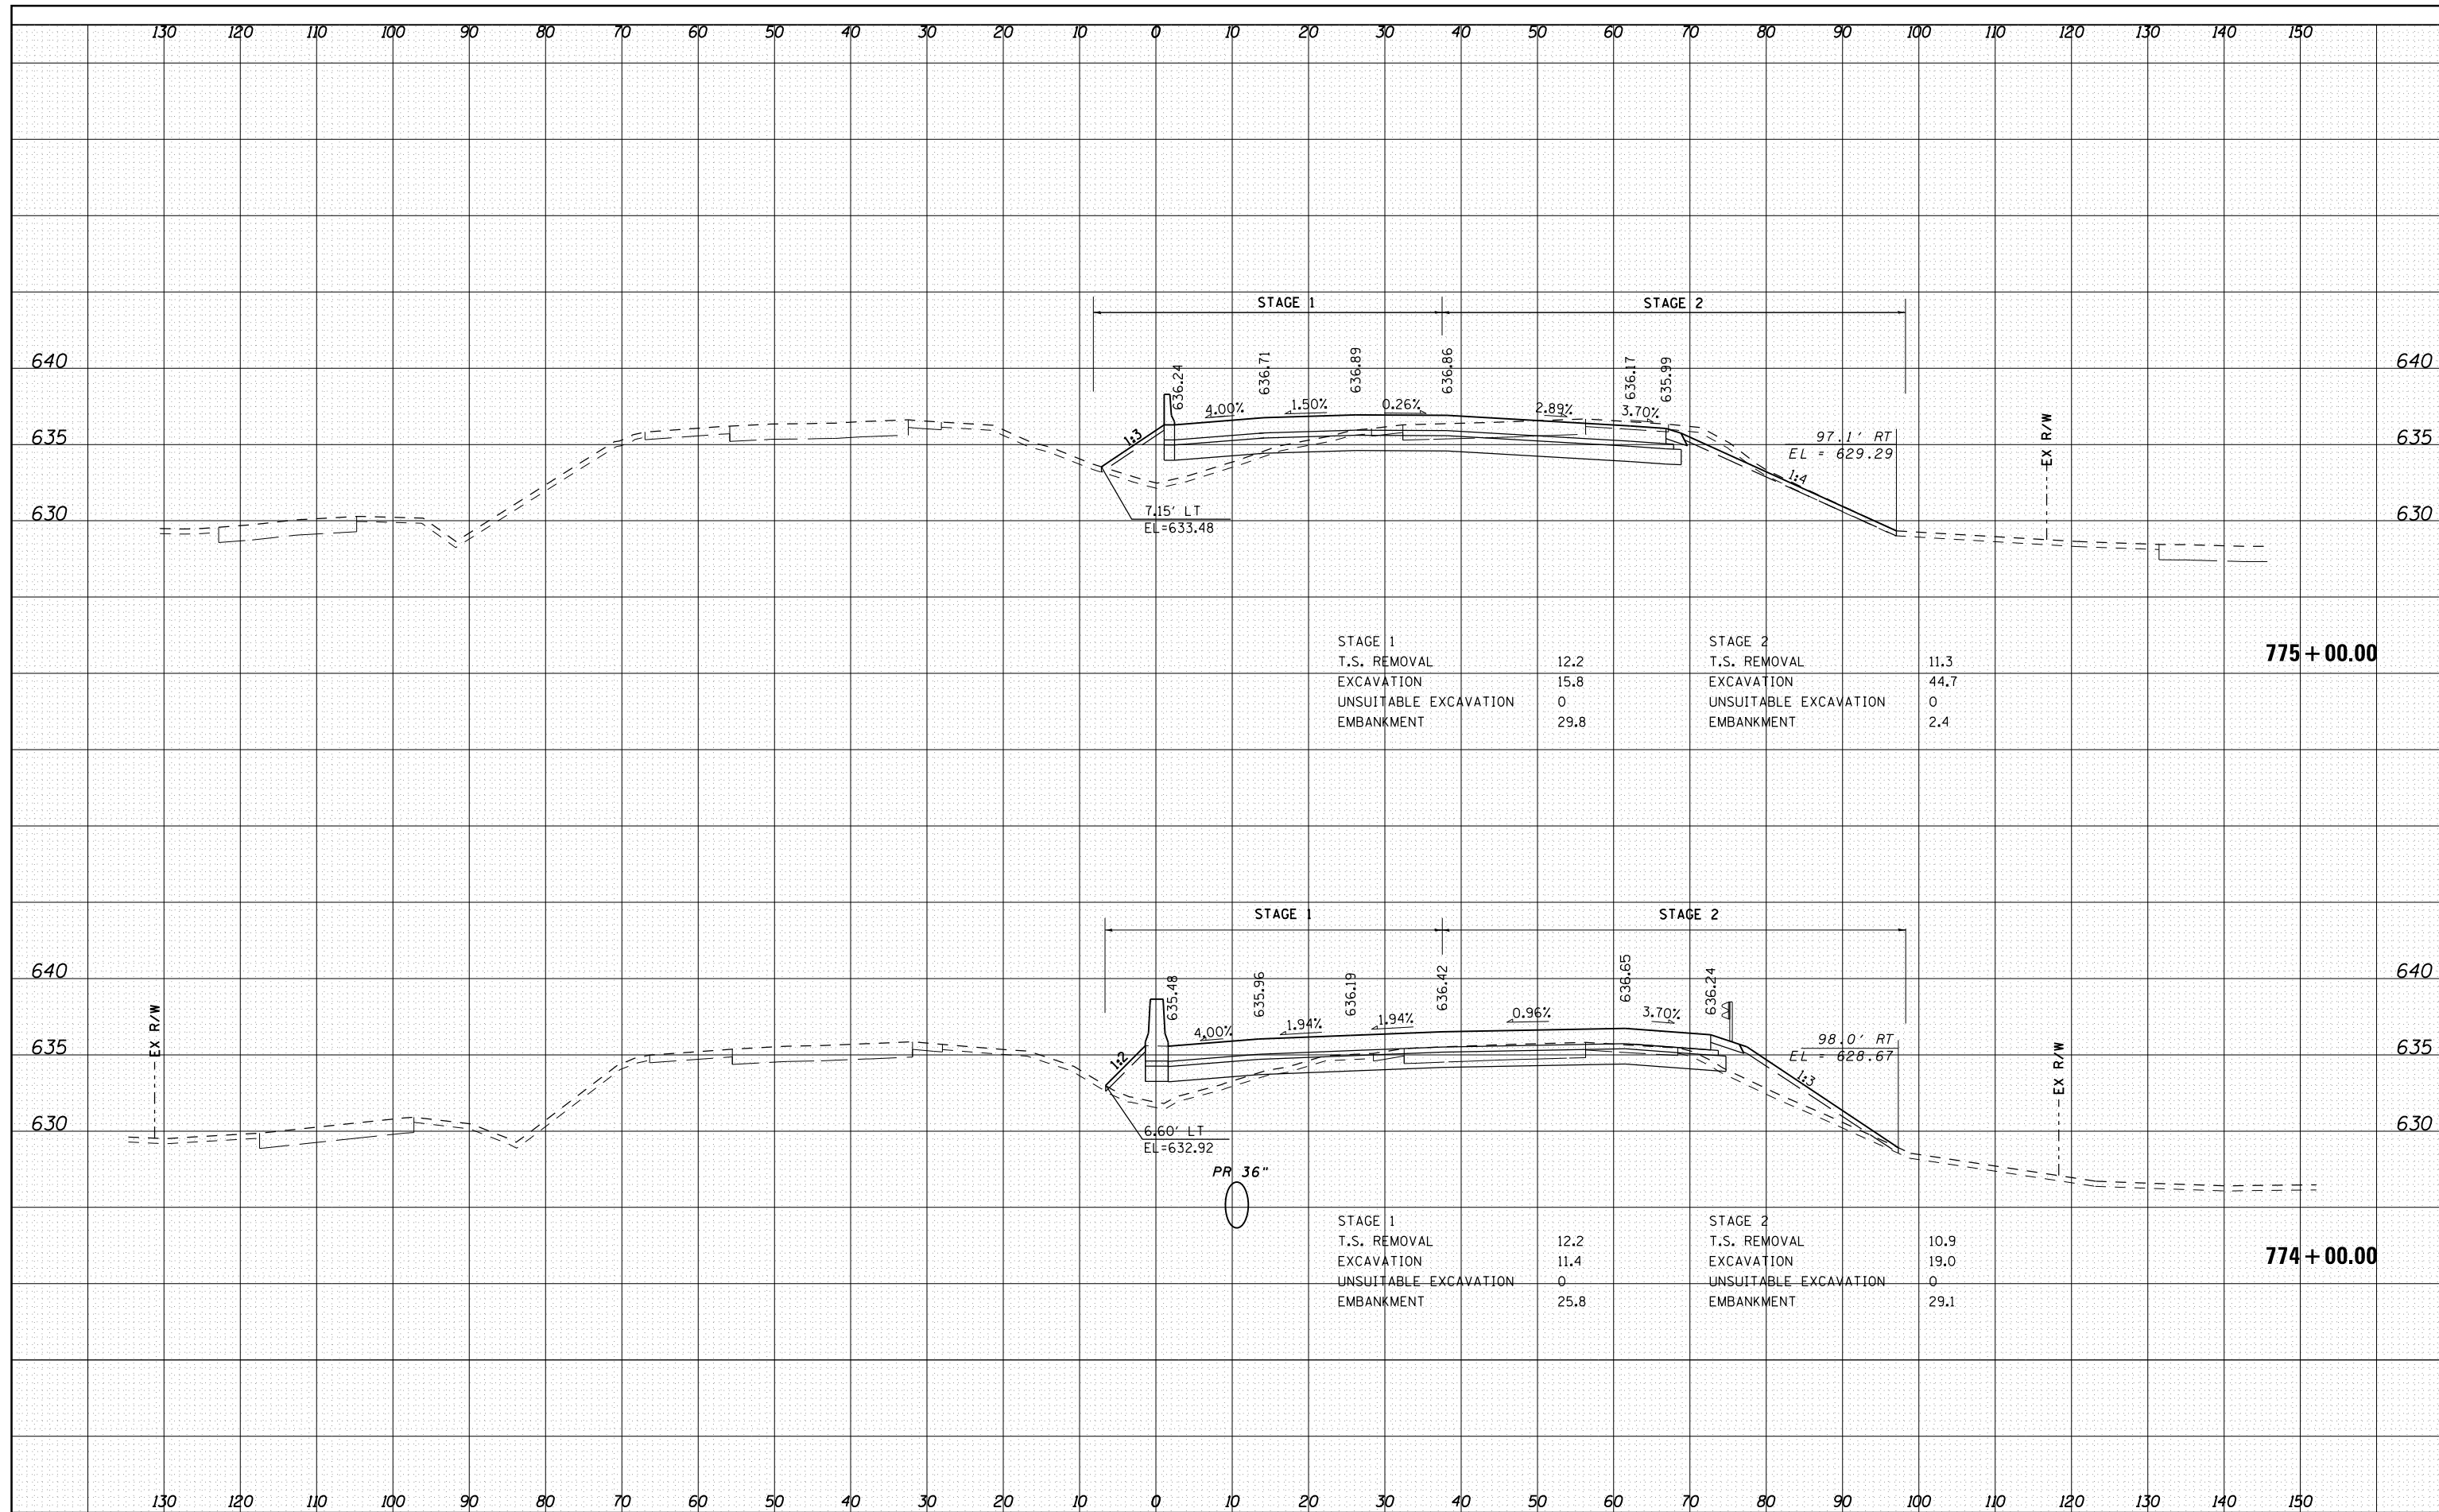 130 120 110 100 90 80 70 60 50 40 30 20 10 0 10 20 30 40 50 60 70 80 90 100 110 120 130 140 150
STAGE 1 STAGE 2
640 640
636.24 636.71 636.89 636.86 636.17 635.99
4.00% 1.50% 0.26% 2.89% 3.70%
1:3
EX R/W
635 635
97.1' RT
EL = 629.29
1:4
630 630
7.15' LT
EL=633.48
STAGE 1 STAGE 2
T.S. REMOVAL 12.2 T.S. REMOVAL 11.3
775+00.00
EXCAVATION 15.8 EXCAVATION 44.7
UNSUITABLE EXCAVATION 0 UNSUITABLE EXCAVATION 0
EMBANKMENT 29.8 EMBANKMENT 2.4
STAGE 1 STAGE 2
640 640
635.48 635.96 636.19 636.42 636.65 636.24
4.00% 1.94% 1.94% 0.96% 3.70%
EX R/W
1:2
635 635
98.0' RT
EL = 628.67
1:3
EX R/W
630 630
6.60' LT
EL=632.92
PR 36"
STAGE 1 STAGE 2
T.S. REMOVAL 12.2 T.S. REMOVAL 10.9
774+00.00
EXCAVATION 11.4 EXCAVATION 19.0
UNSUITABLE EXCAVATION 0 UNSUITABLE EXCAVATION 0
EMBANKMENT 25.8 EMBANKMENT 29.1
130 120 110 100 90 80 70 60 50 40 30 20 10 0 10 20 30 40 50 60 70 80 90 100 110 120 130 140 150